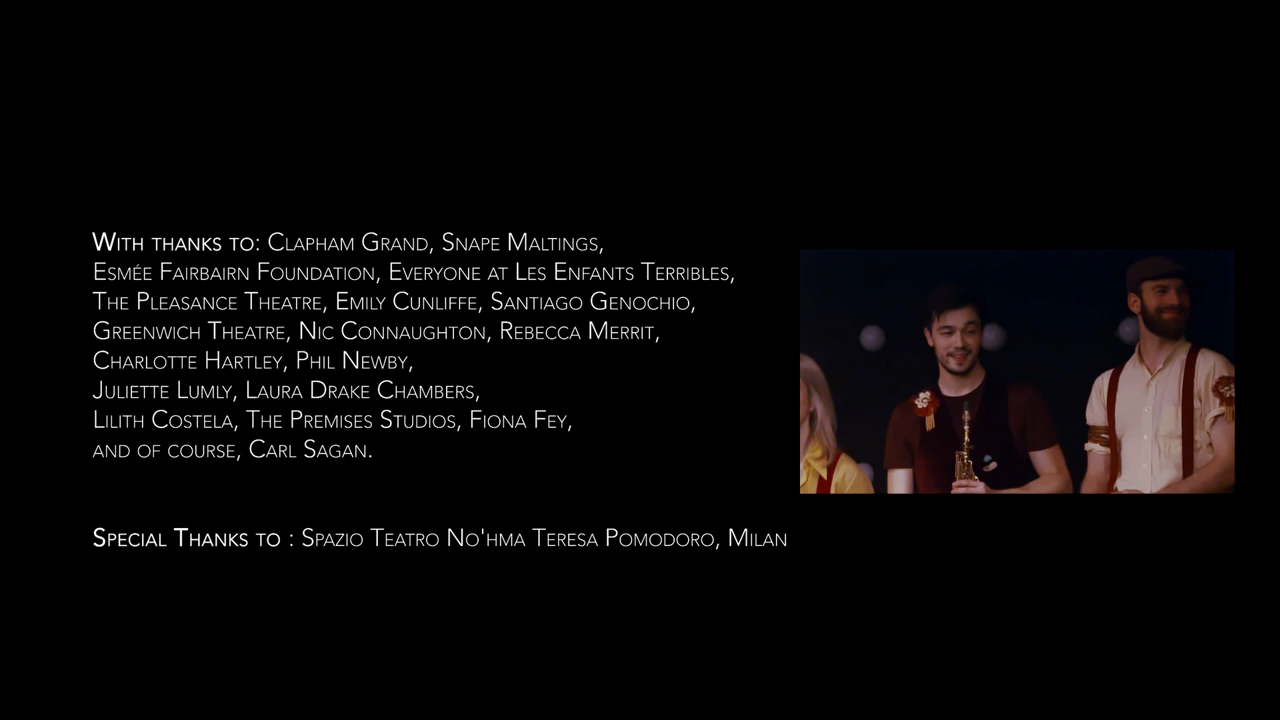 With thanks to: Clapham Grand, Snape Maltings,
Esmée Fairbairn Foundation, Everyone at Les Enfants Terribles,
The Pleasance Theatre, Emily Cunliffe, Santiago Genochio,
Greenwich Theatre, Nic Connaughton, Rebecca Merrit,
Charlotte Hartley, Phil Newby,
Juliette Lumly, Laura Drake Chambers,
Lilith Costela, The Premises Studios, Fiona Fey,
and of course, Carl Sagan.
Special Thanks to : Spazio Teatro No'hma Teresa Pomodoro, Milan